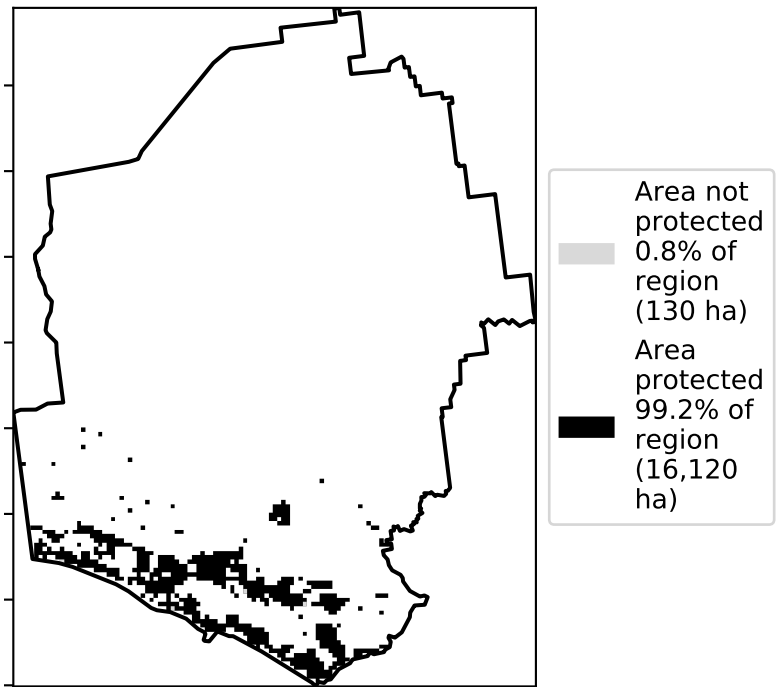 Area not
protected
0.8% of
region
(130 ha)
Area
protected
99.2% of
region
(16,120
ha)